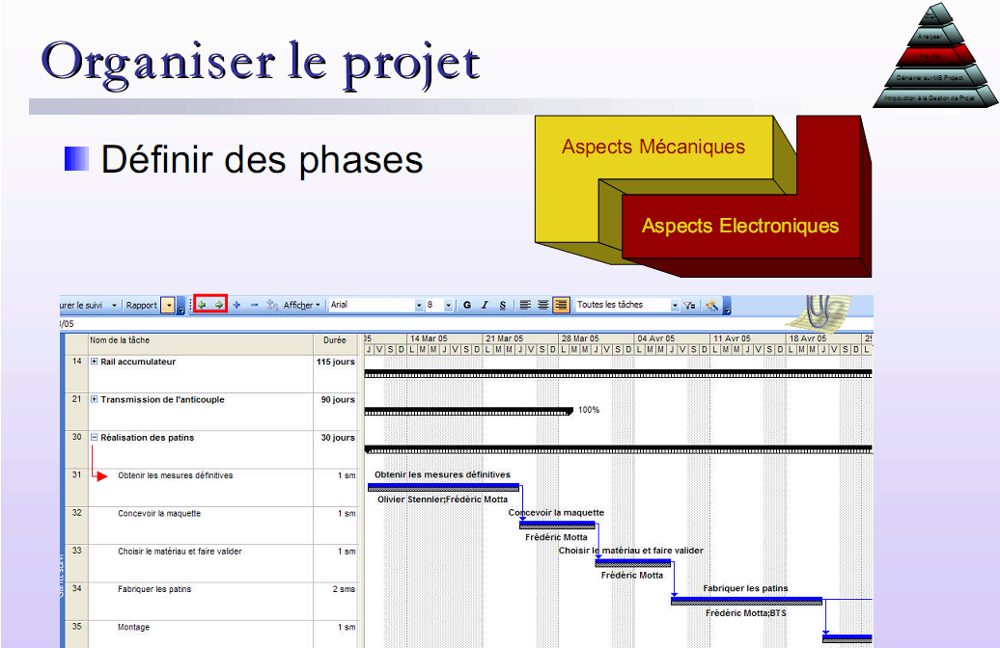 Organiser le projet
Analyser
Planifier
Démarrer sur MS Project
Introduction à la Gestion de Projet
Définir des phases
Aspects Mécaniques
Aspects Electroniques
urer le suivi Rapport Afficher Arial 8 G I S Toutes les tâches
/05
Nom de la tâche Durée 05 14 Mar 05 21 Mar 05 28 Mar 05 04 Avr 05 11 Avr 05 18 Avr 05 25
J V S D L M M J V S D L M M J V S D L M M J V S D L M M J V S D L M M J V S D L M M J V S D L
14 Rail accumulateur 115 jours
21 Transmission de l'anticouple 90 jours
100%
30 Réalisation des patins 30 jours
31 Obtenir les mesures définitives 1 sm
Obtenir les mesures définitives
Olivier Stennler;Frédéric Motta
32 Concevoir la maquette 1 sm
Concevoir la maquette
Frédéric Motta
33 Choisir le matériau et faire valider 1 sm
Choisir le matériau et faire valider
Frédéric Motta
34 Fabriquer les patins 2 sms
Fabriquer les patins
Frédéric Motta;BTS
35 Montage 1 sm